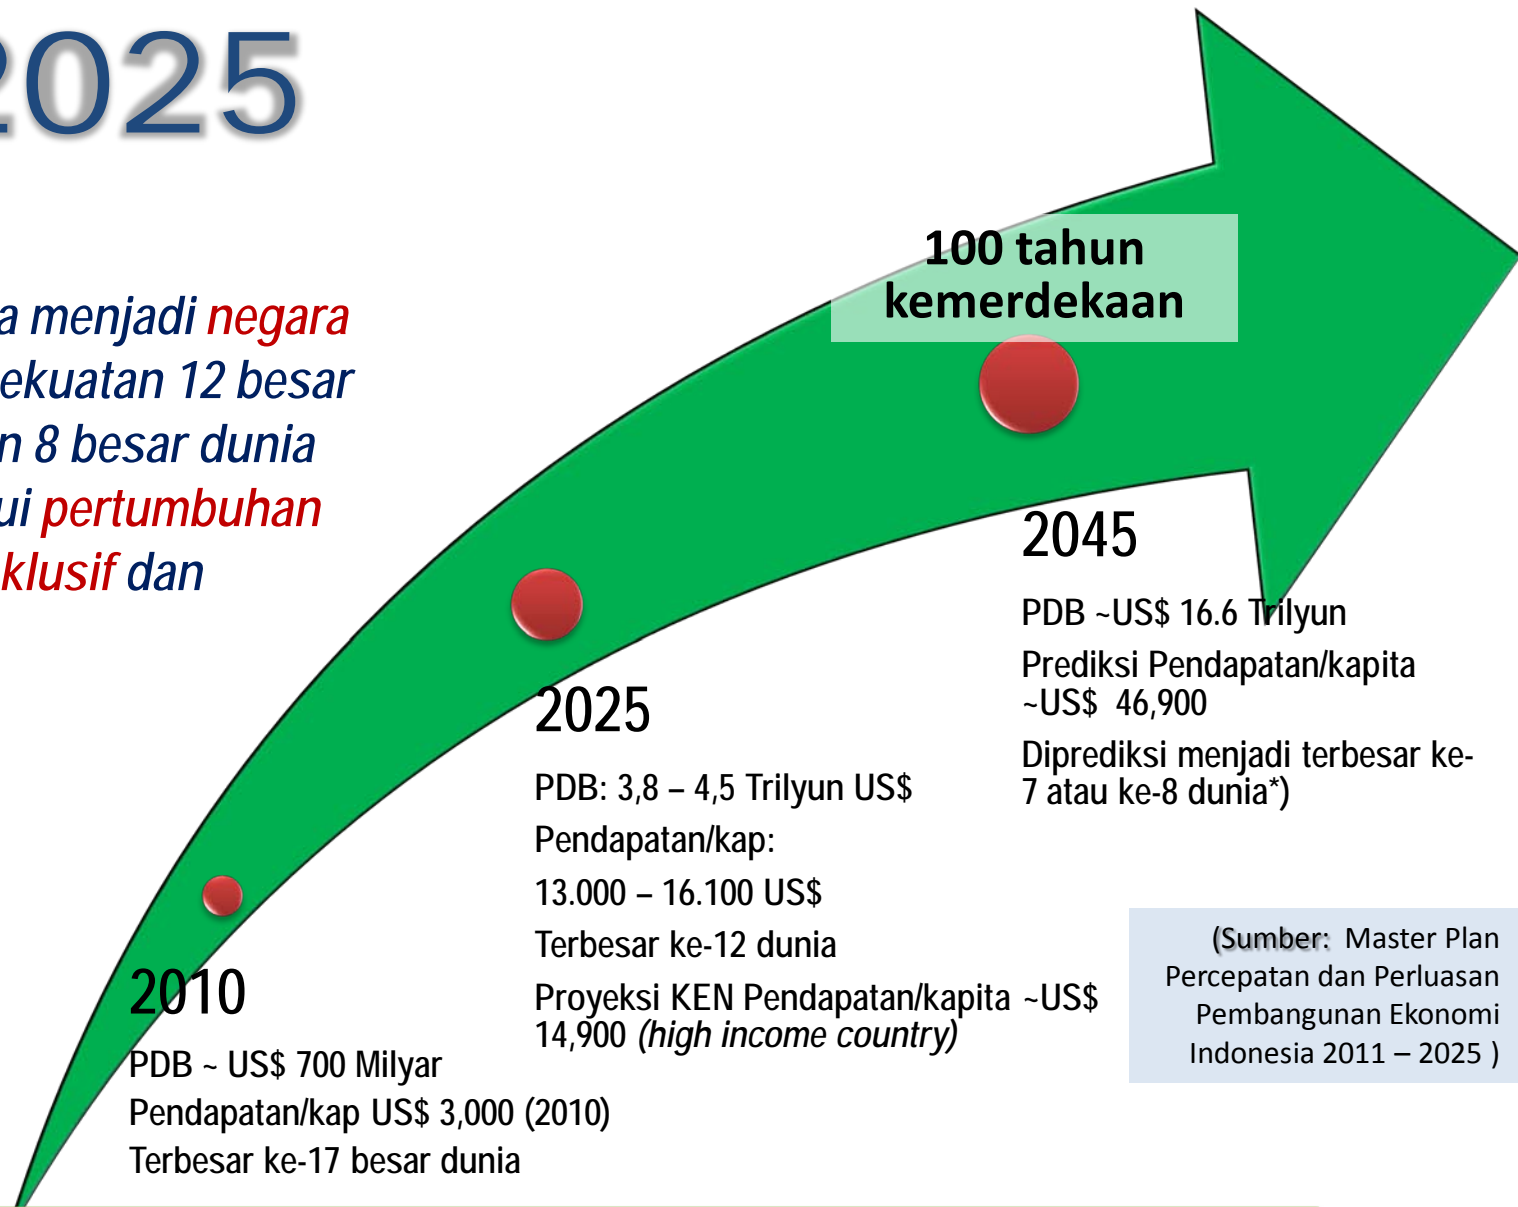 2025
a menjadi negara
ekuatan 12 besar
n 8 besar dunia
ui pertumbuhan
klusif dan
100 tahun
kemerdekaan
2045
PDB ~US$ 16.6 Trilyun
Prediksi Pendapatan/kapita
~US$ 46,900
Diprediksi menjadi terbesar ke-
7 atau ke-8 dunia*)
2025
PDB: 3,8 – 4,5 Trilyun US$
Pendapatan/kap:
13.000 – 16.100 US$
Terbesar ke-12 dunia
Proyeksi KEN Pendapatan/kapita ~US$
14,900 (high income country)
2010
PDB ~ US$ 700 Milyar
Pendapatan/kap US$ 3,000 (2010)
Terbesar ke-17 besar dunia
(Sumber: Master Plan
Percepatan dan Perluasan
Pembangunan Ekonomi
Indonesia 2011 – 2025 )